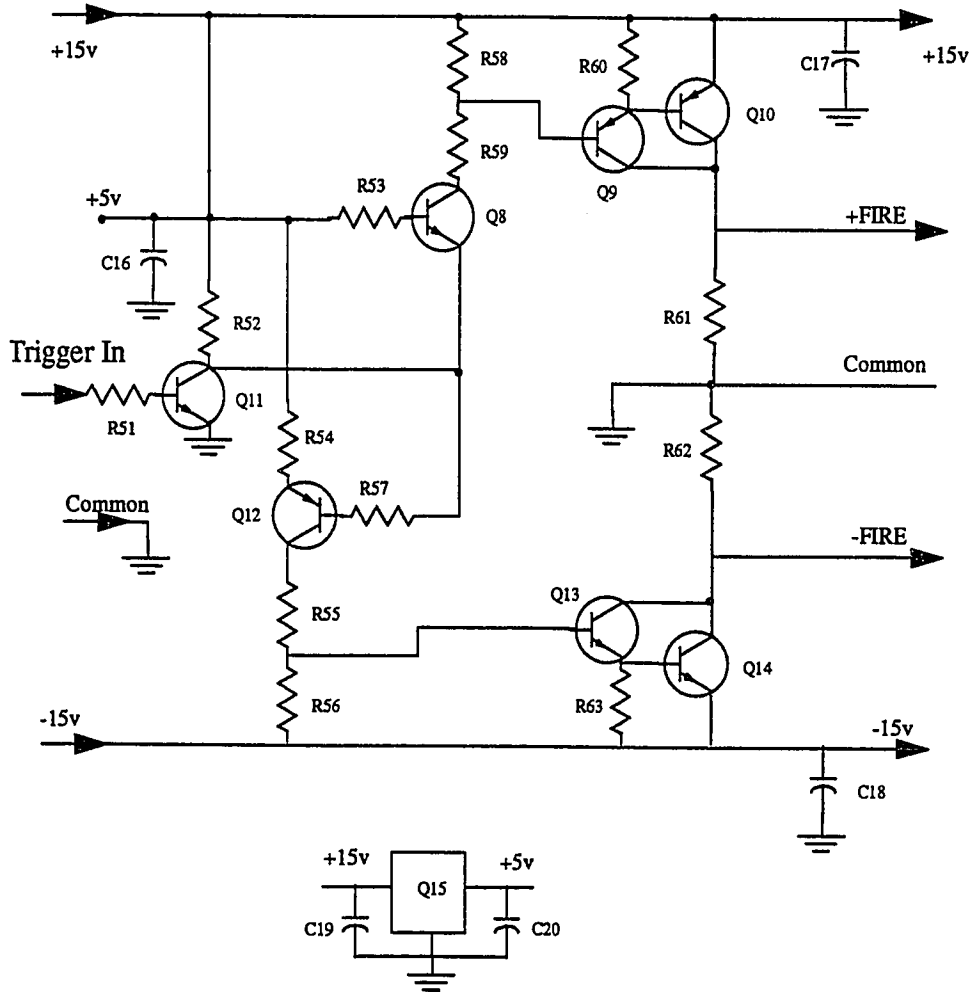 +15v
R58
R60
C17
+15v
Q10
R59
Q9
R53
+5v
Q8
+FIRE
C16
R52
R61
Trigger In
Common
Q11
R51
R54
R62
R57
Q12
Common
-FIRE
Q13
R55
Q14
R56
R63
-15v
-15v
C18
+15v
+5v
Q15
C19
C20